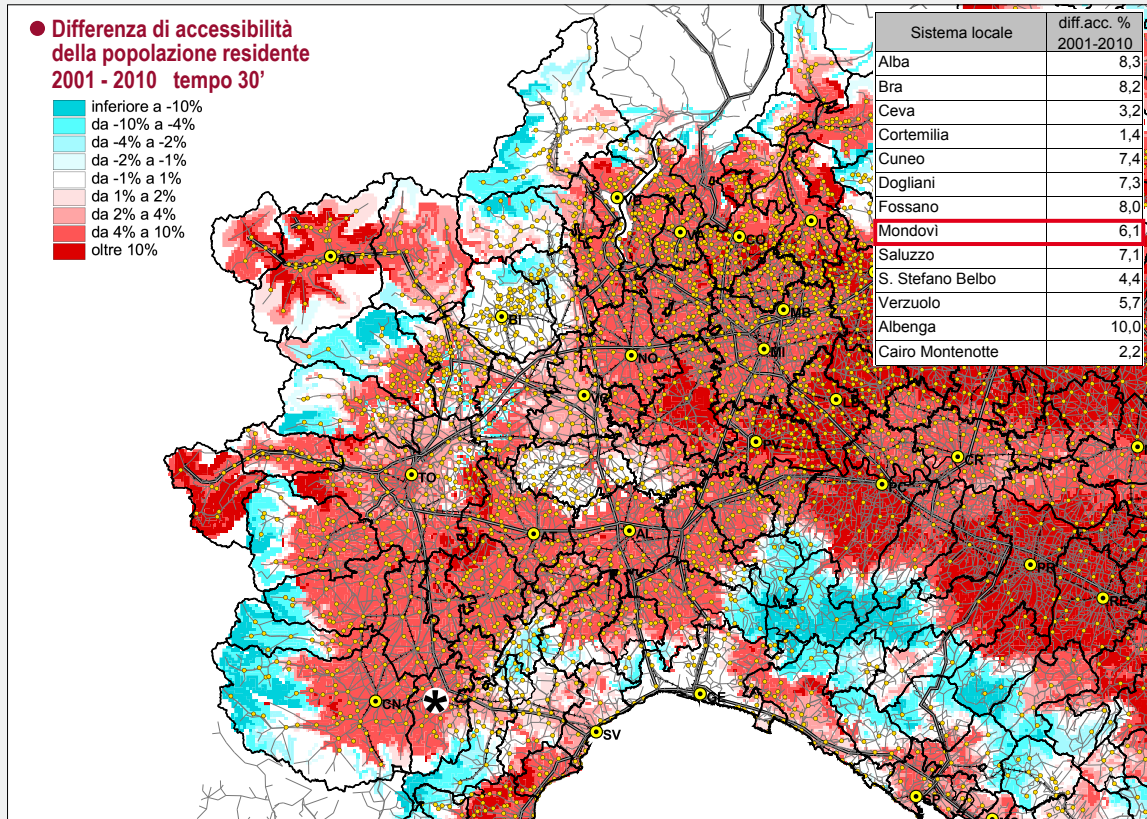 Differenza di accessibilità
della popolazione residente
2001 - 2010 tempo 30'
inferiore a -10%
da -10% a -4%
da -4% a -2%
da -2% a -1%
da -1% a 1%
da 1% a 2%
da 2% a 4%
da 4% a 10%
oltre 10%
Sistema locale diff.acc. % 2001-2010
Alba 8,3
Bra 8,2
Ceva 3,2
Cortemilia 1,4
Cuneo 7,4
Dogliani 7,3
Fossano 8,0
Mondovì 6,1
Saluzzo 7,1
S. Stefano Belbo 4,4
Verzuolo 5,7
Albenga 10,0
Cairo Montenotte 2,2
VB
VA
CO
AO
BI
MB
MI
NO
VC
LO
PV
CR
TO
PC
AT
AL
PR
RE
CN
*
GE
SV
SP